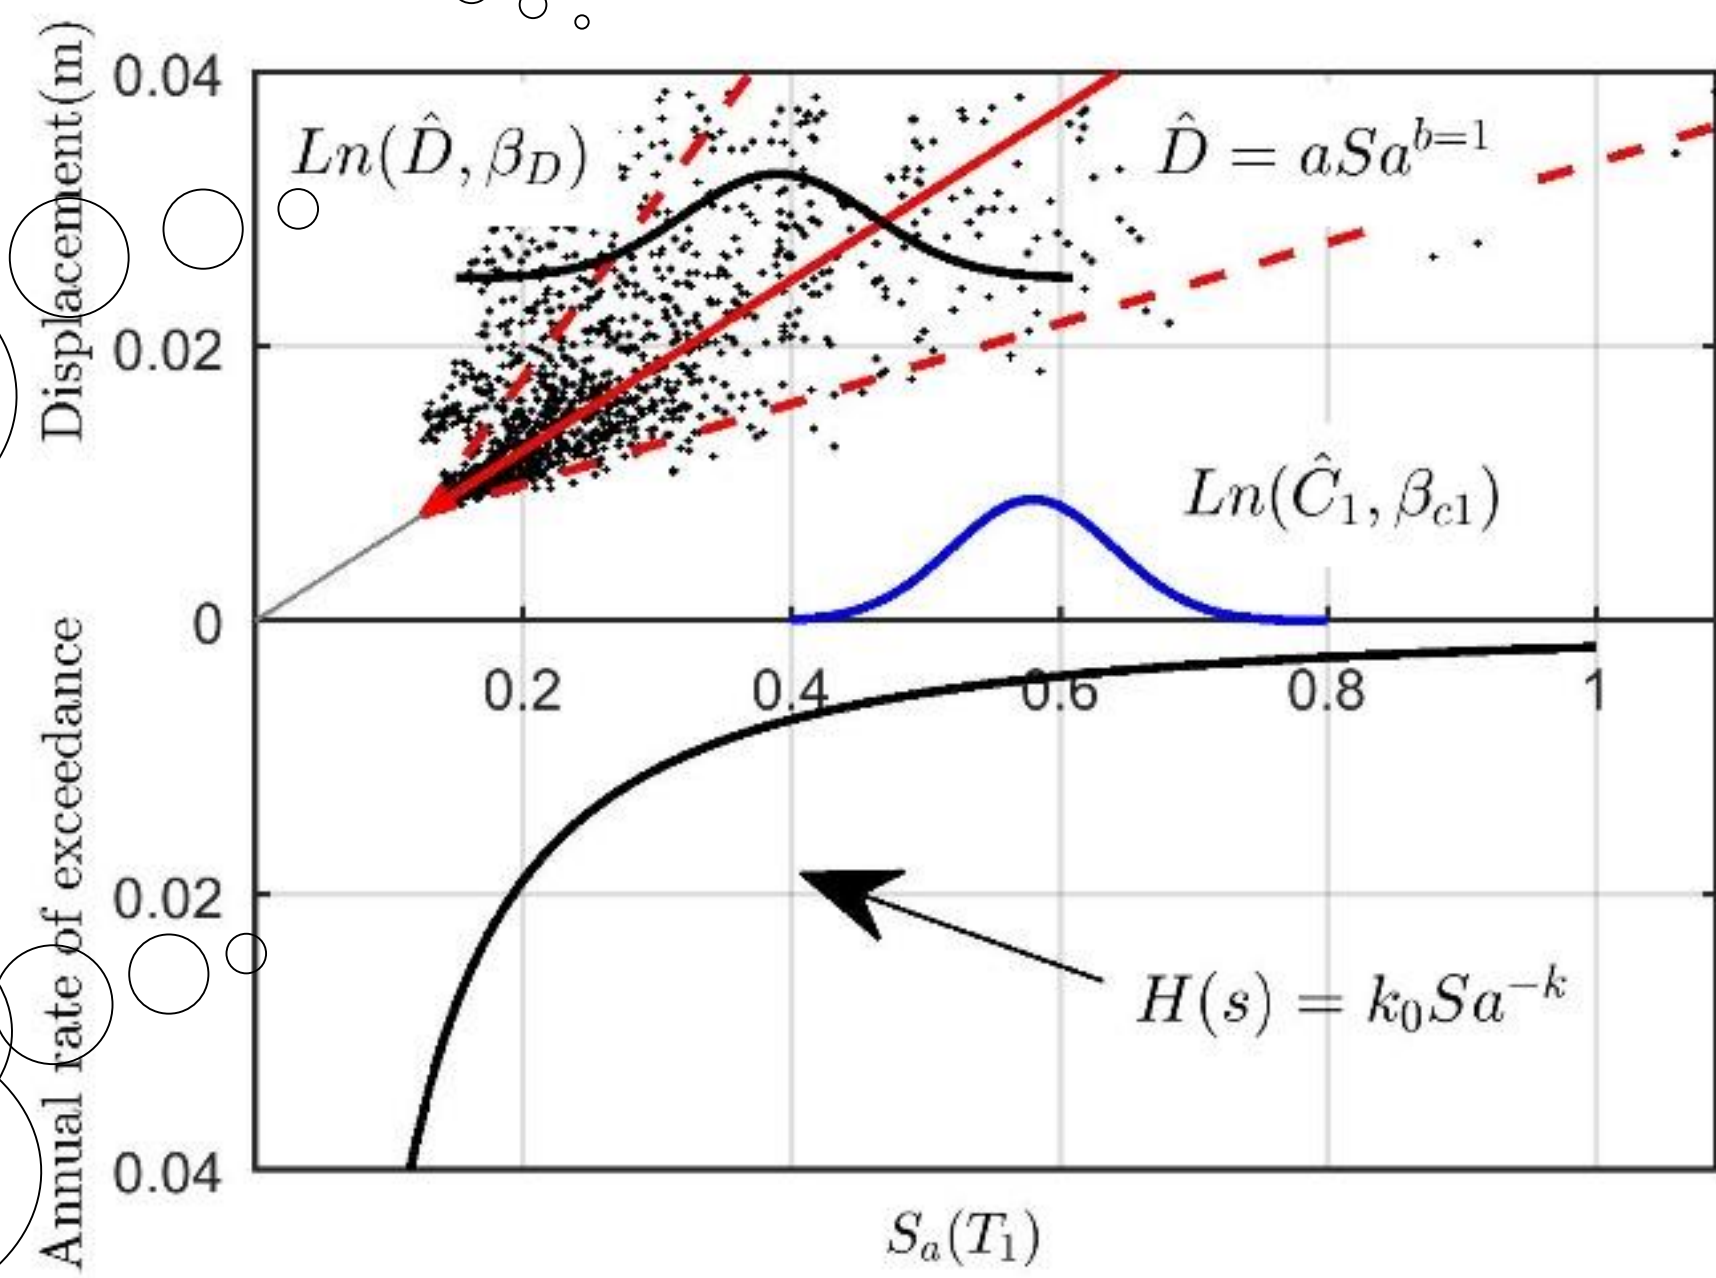 Displacement(m)
0.04
0.02
0
Ln(D̂, β_D)
D̂ = aSa^{b=1}
Ln(Ĉ_1, β_{c1})
0.2 0.4 0.6 0.8 1
Annual rate of exceedance
0.02
0.04
H(s) = k_0Sa^{-k}
S_a(T_1)